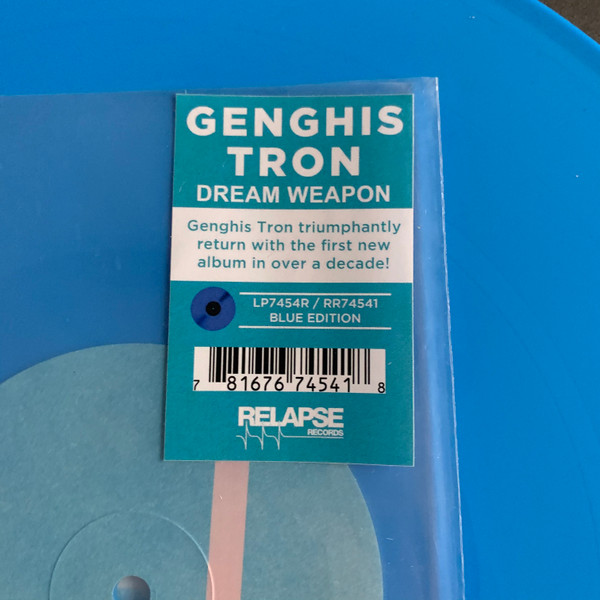 GENGHIS
TRON
DREAM WEAPON
Genghis Tron triumphantly
return with the first new
album in over a decade!
LP7454R / RR74541
BLUE EDITION
7 81676 74541 8
RELAPSE
RECORDS